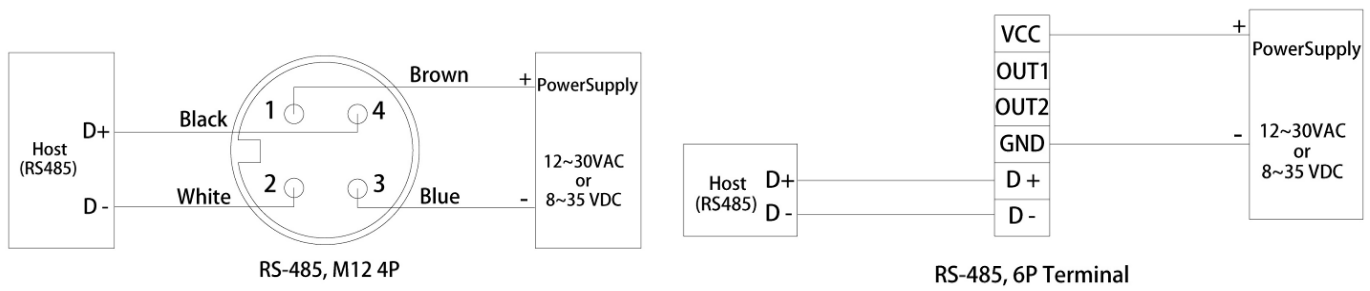 Brown
+
PowerSupply
12~30VAC
or
8~35 VDC
-
1
4
Black
D+
Host
(RS485)
D -
White
2
3
Blue
RS-485, M12 4P
VCC
OUT1
OUT2
GND
D +
D -
+
PowerSupply
12~30VAC
or
8~35 VDC
-
Host
(RS485)
D+
D -
RS-485, 6P Terminal